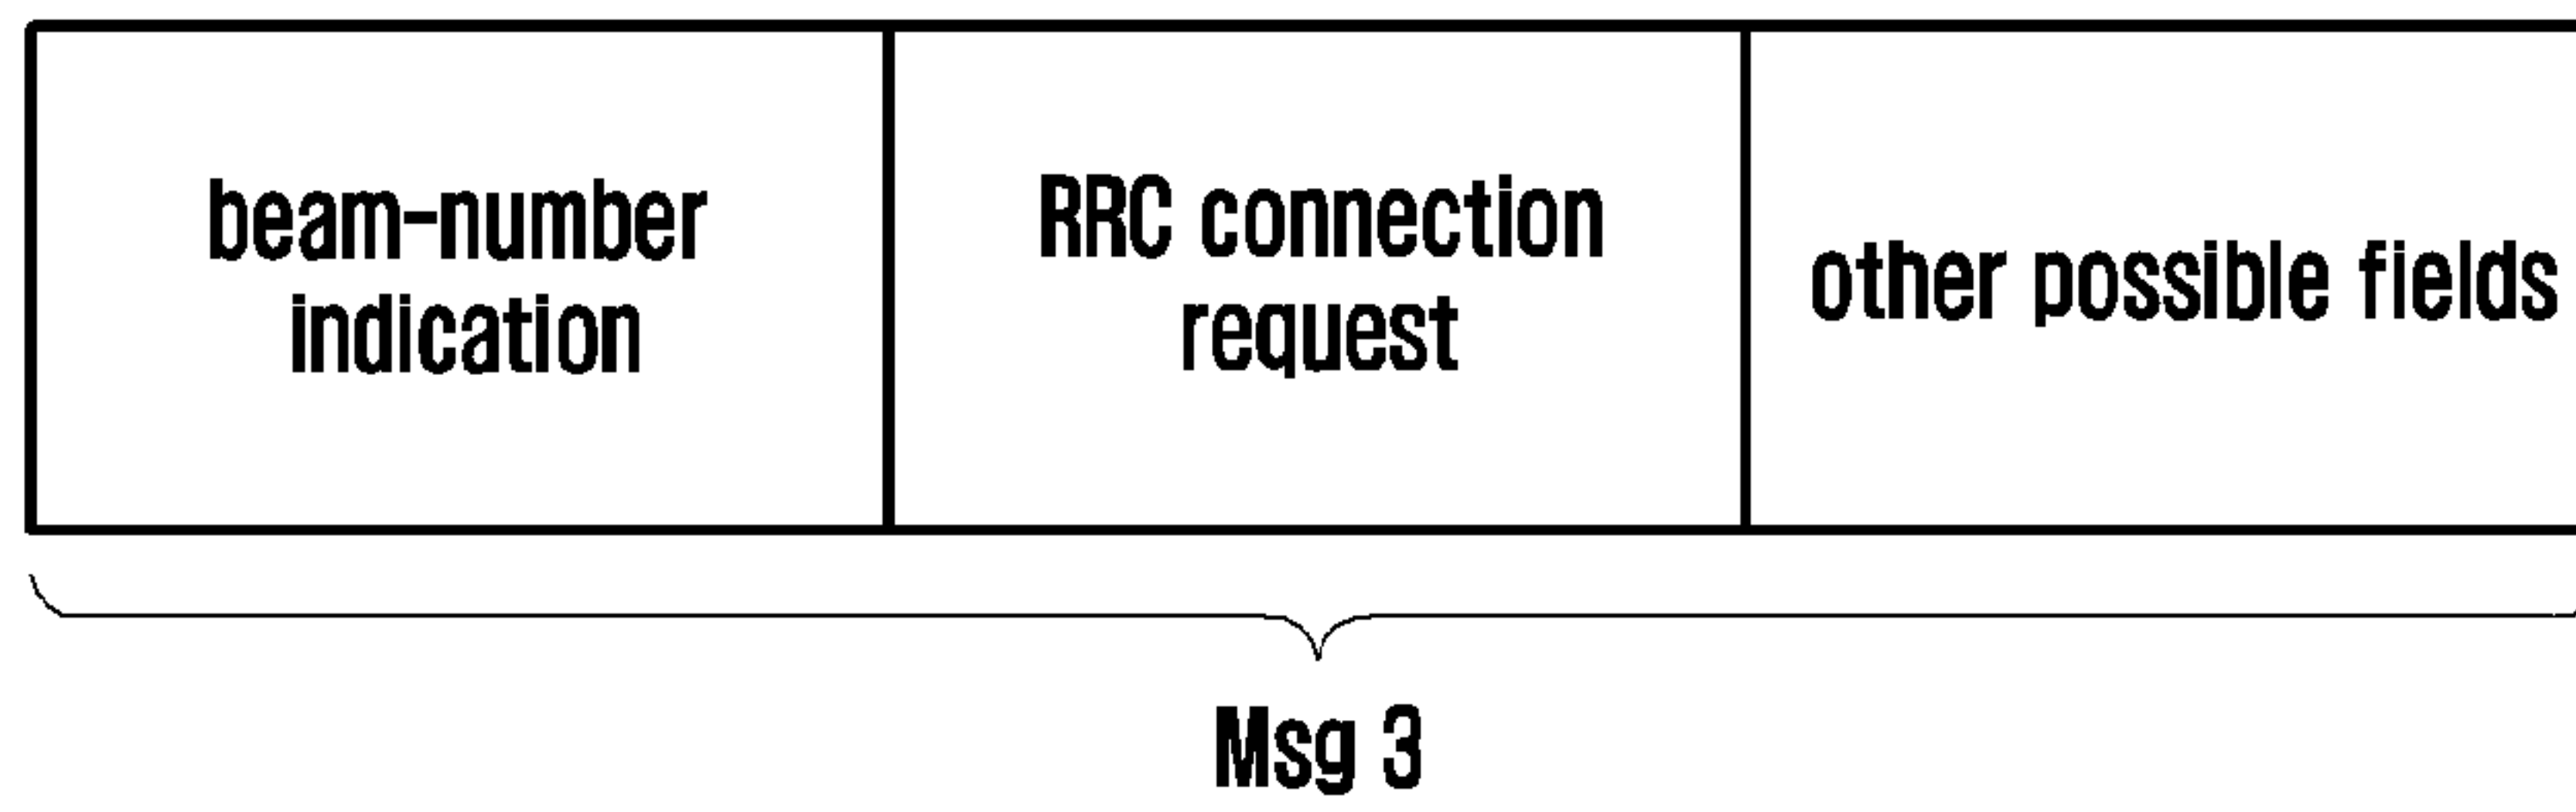 beam-number
indication
RRC connection
request
other possible fields
Msg 3